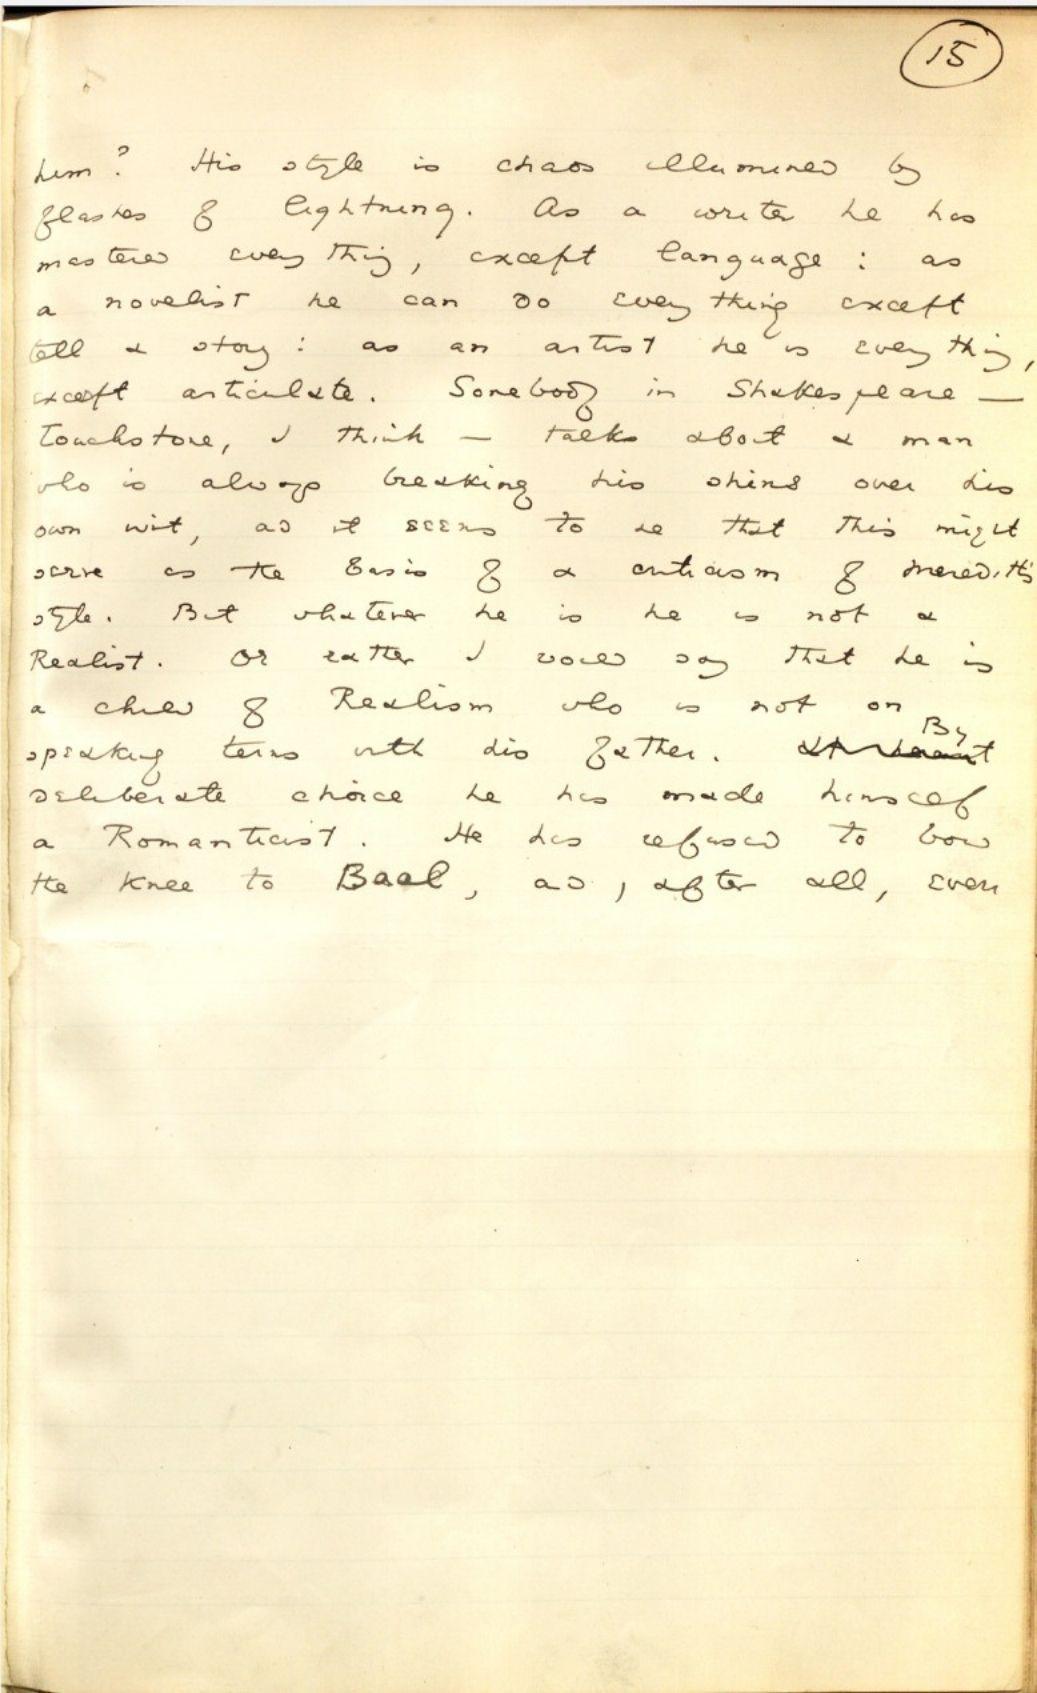 15
him? His style is chaos illumined by
flashes of lightning. As a writer he has
mastered everything, except language: as
a novelist he can do everything except
tell a story: as an artist he is everything,
except articulate. Somebody in Shakespeare —
Touchstone, I think — talks about a man
who is always breaking his shins over his
own wit, and it seems to me that this might
serve as the basis of a criticism of Meredith's
style. But whatever he is he is not a
Realist. Or rather I would say that he is
a child of Realism who is not on
speaking terms with his father. By
deliberate choice he has made himself
a Romanticist. He has refused to bow
the knee to Baal, and, after all, even